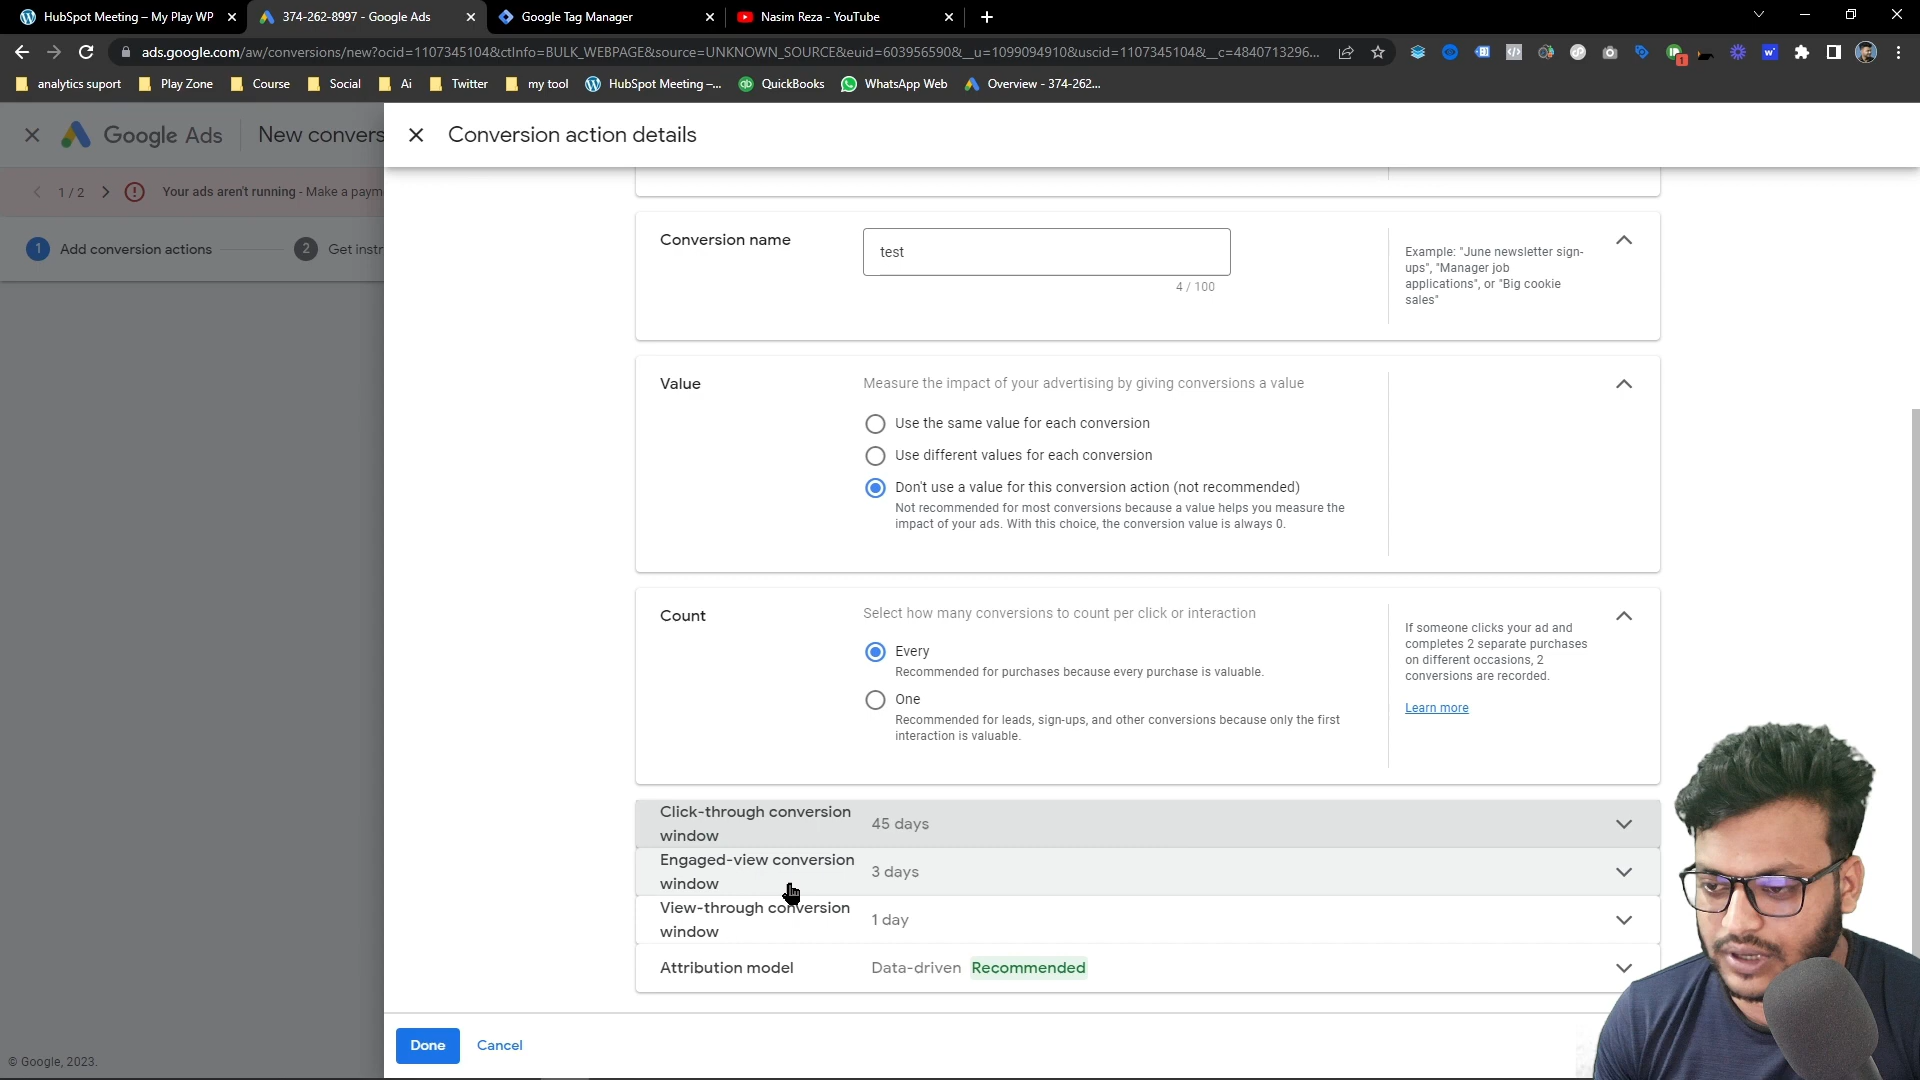 HubSpot Meeting — My Play WP
374-262-8997 - Google Ads
Google Tag Manager
Nasim Reza - YouTube
ads.google.com/aw/conversions/new?ocid=1107345104&ctInfo=BULK_WEBPAGE&source=UNKNOWN_SOURCE&euid=603956590&__u=1099094910&uscid=1107345104&__c=4840713296...
analytics suport
Play Zone
Course
Social
Ai
Twitter
my tool
HubSpot Meeting –...
QuickBooks
WhatsApp Web
Overview - 374-262...
Google Ads
New convers
Conversion action details
1 / 2
Your ads aren't running - Make a paym
1 Add conversion actions
2 Get instr
Conversion name
test
4 / 100
Example: "June newsletter sign-
ups", "Manager job
applications", or "Big cookie
sales"
Value
Measure the impact of your advertising by giving conversions a value
Use the same value for each conversion
Use different values for each conversion
Don't use a value for this conversion action (not recommended)
Not recommended for most conversions because a value helps you measure the
impact of your ads. With this choice, the conversion value is always 0.
Count
Select how many conversions to count per click or interaction
Every
Recommended for purchases because every purchase is valuable.
One
Recommended for leads, sign-ups, and other conversions because only the first
interaction is valuable.
If someone clicks your ad and
completes 2 separate purchases
on different occasions, 2
conversions are recorded.
Learn more
Click-through conversion
window
45 days
Engaged-view conversion
window
3 days
View-through conversion
window
1 day
Attribution model
Data-driven Recommended
Done
Cancel
© Google, 2023.